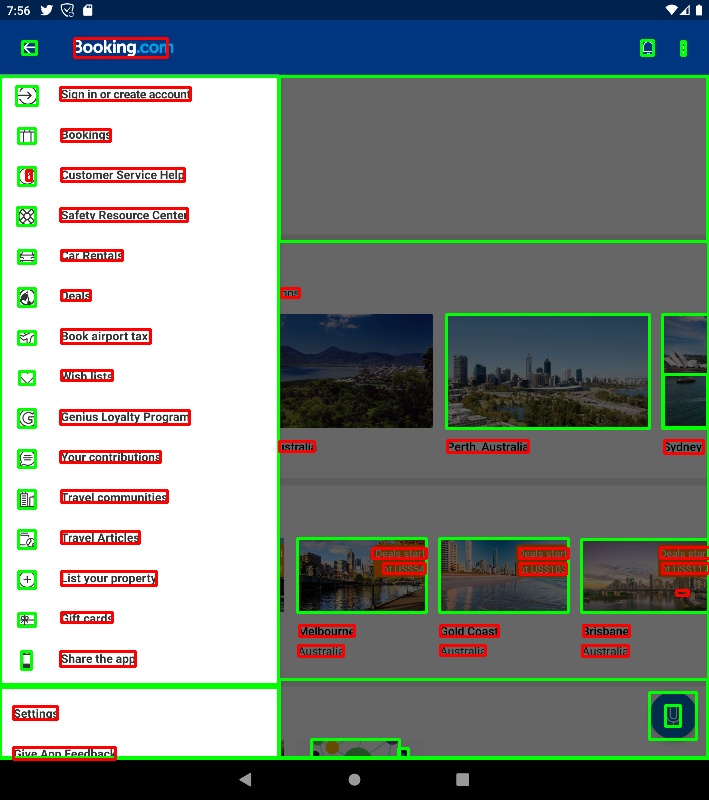 7:56
Booking.com
Sign in or create account
Bookings
Customer Service Help
Safety Resource Center
Car Rentals
Deals
ons
Book airport taxi
Wish lists
Genius Loyalty Program
Your contributions
ustralia
Perth, Australia
Sydney
Travel communities
Travel Articles
List your property
Gift cards
Share the app
Deals start
at US$54
Deals start
at US$103
Deals start
at US$117
Melbourne
Australia
Gold Coast
Australia
Brisbane
Australia
Settings
Give App Feedback